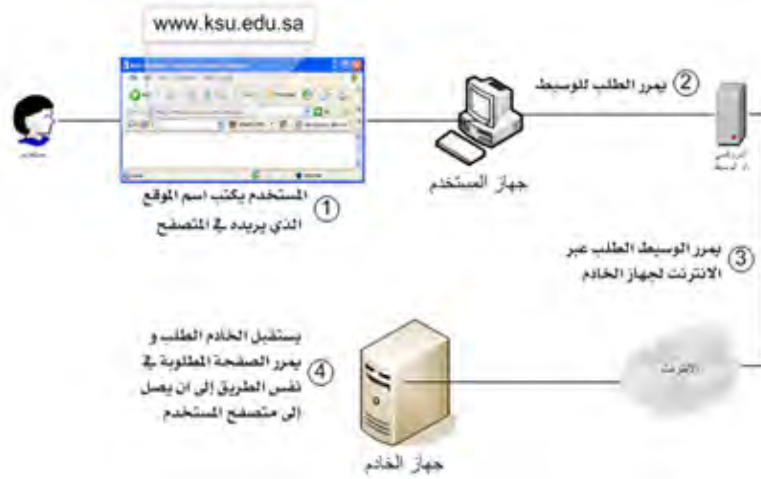 www.ksu.edu.sa
المستخدم يكتب اسم الموقع
الذي يريده في المتصفح
1
جهاز المستخدم
يمرر الطلب للوسيط
2
يمرر الوسيط الطلب عبر
الانترنت لجهاز الخادم
3
الانترنت
يستقبل الخادم الطلب و
يمرر الصفحة المطلوبة في
نفس الطريق إلى ان يصل
إلى متصفح المستخدم
4
جهاز الخادم